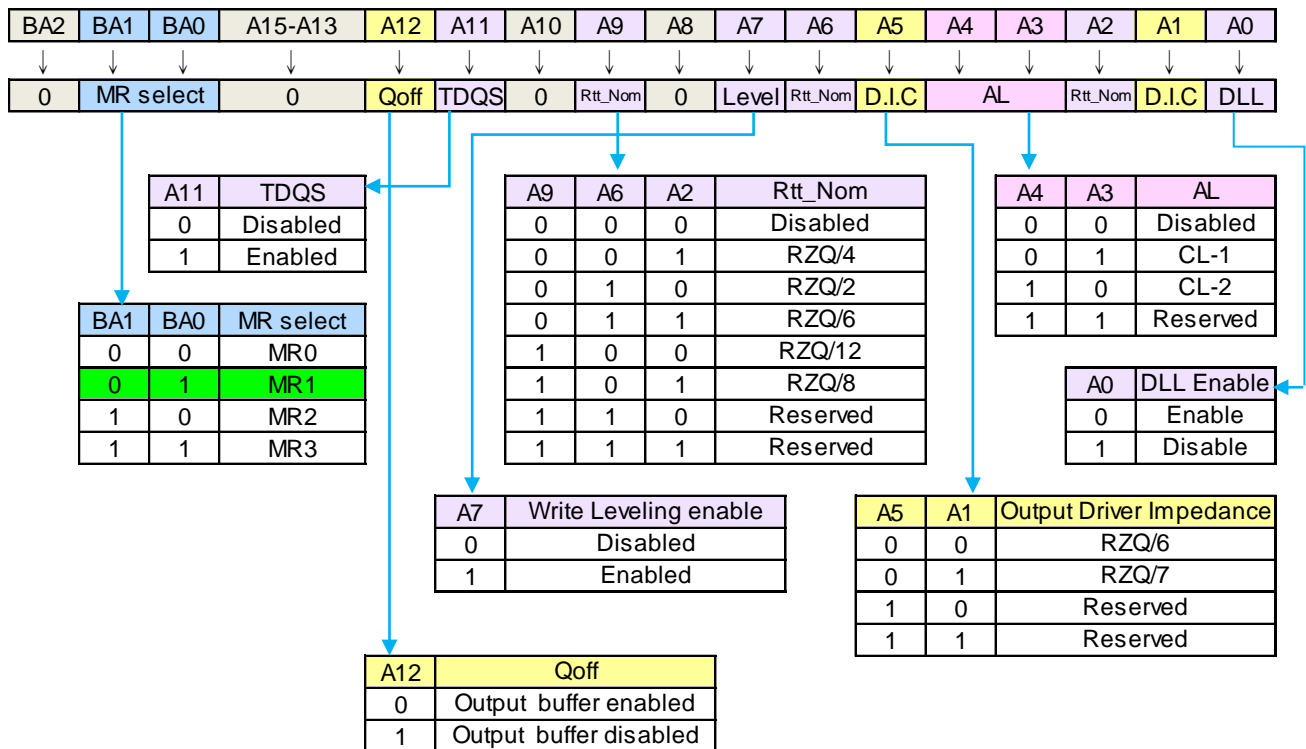 BA2 BA1 BA0 A15-A13 A12 A11 A10 A9 A8 A7 A6 A5 A4 A3 A2 A1 A0
0 MR select 0 Qoff TDQS 0 Rtt_Nom 0 Level Rtt_Nom D.I.C AL Rtt_Nom D.I.C DLL
A11 TDQS
0 Disabled
1 Enabled
BA1 BA0 MR select
0 0 MR0
0 1 MR1
1 0 MR2
1 1 MR3
A9 A6 A2 Rtt_Nom
0 0 0 Disabled
0 0 1 RZQ/4
0 1 0 RZQ/2
0 1 1 RZQ/6
1 0 0 RZQ/12
1 0 1 RZQ/8
1 1 0 Reserved
1 1 1 Reserved
A4 A3 AL
0 0 Disabled
0 1 CL-1
1 0 CL-2
1 1 Reserved
A0 DLL Enable
0 Enable
1 Disable
A7 Write Leveling enable
0 Disabled
1 Enabled
A5 A1 Output Driver Impedance
0 0 RZQ/6
0 1 RZQ/7
1 0 Reserved
1 1 Reserved
A12 Qoff
0 Output buffer enabled
1 Output buffer disabled